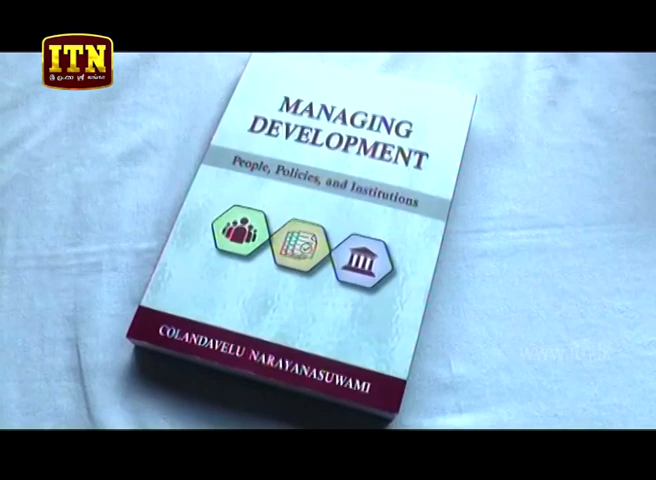 ITN
MANAGING
DEVELOPMENT
People, Policies, and Institutions
COLANDAVELU NARAYANASUWAMI